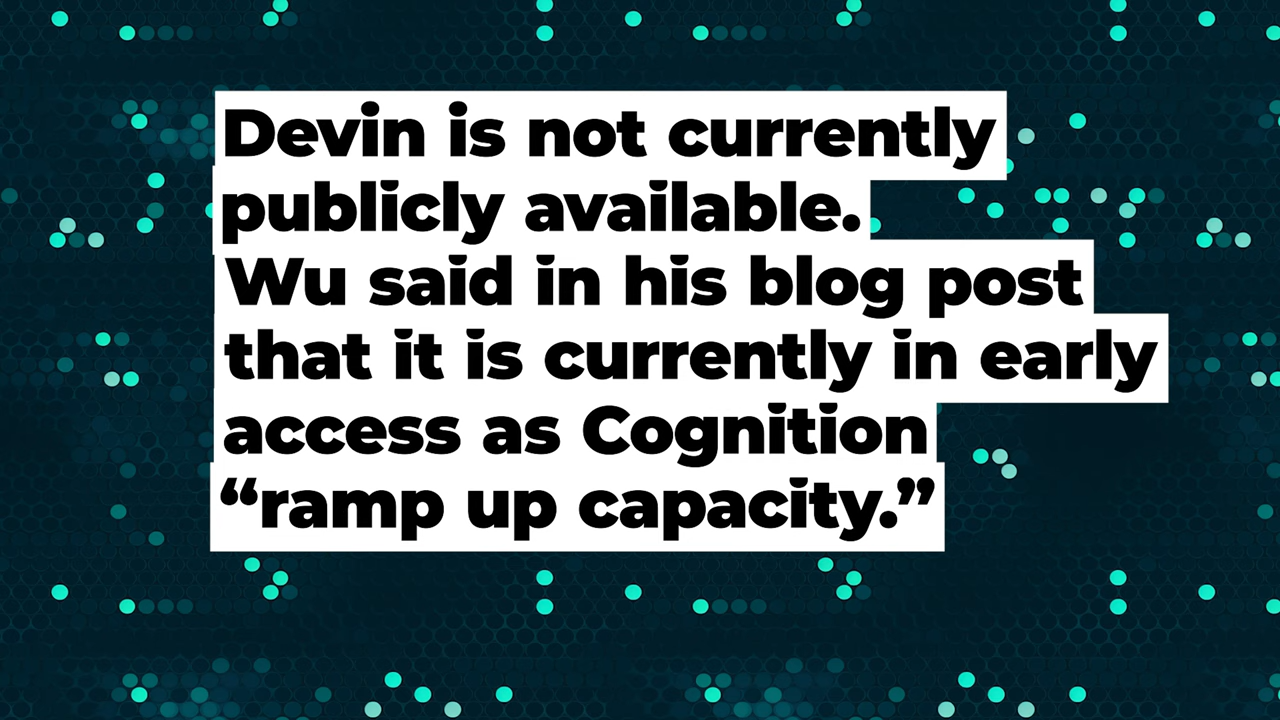 Devin is not currently
publicly available.
Wu said in his blog post
that it is currently in early
access as Cognition
“ramp up capacity.”